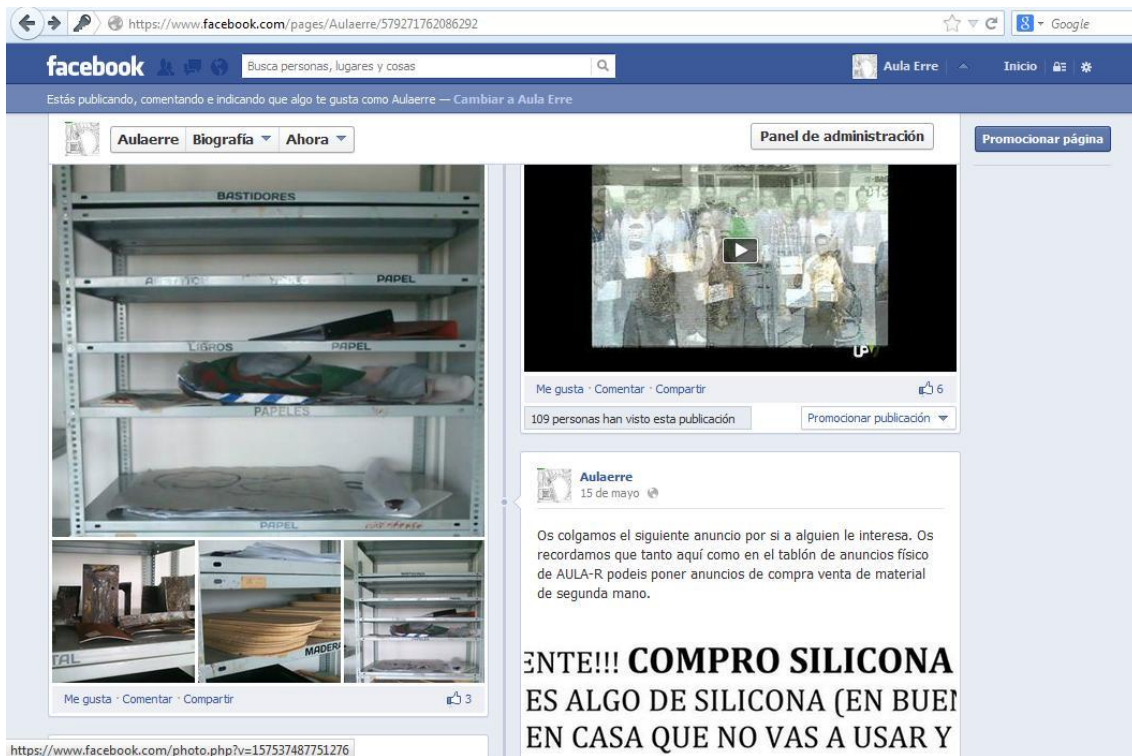 https://www.facebook.com/pages/Aulaerre/579271762086292
Google
facebook
Busca personas, lugares y cosas
Aula Erre
Inicio
Estás publicando, comentando e indicando que algo te gusta como Aulaerre — Cambiar a Aula Erre
Aulaerre
Biografía
Ahora
Panel de administración
Promocionar página
BASTIDORES
PAPEL
LIBROS PAPEL
PAPELES
PAPEL
TAL
MADERA
Me gusta · Comentar · Compartir
3
UPV
Me gusta · Comentar · Compartir
6
109 personas han visto esta publicación
Promocionar publicación
Aulaerre
15 de mayo
Os colgamos el siguiente anuncio por si a alguien le interesa. Os
recordamos que tanto aquí como en el tablón de anuncios físico
de AULA-R podeis poner anuncios de compra venta de material
de segunda mano.
ENTE!!! COMPRO SILICONA
ES ALGO DE SILICONA (EN BUEN
EN CASA QUE NO VAS A USAR Y
https://www.facebook.com/photo.php?v=157537487751276